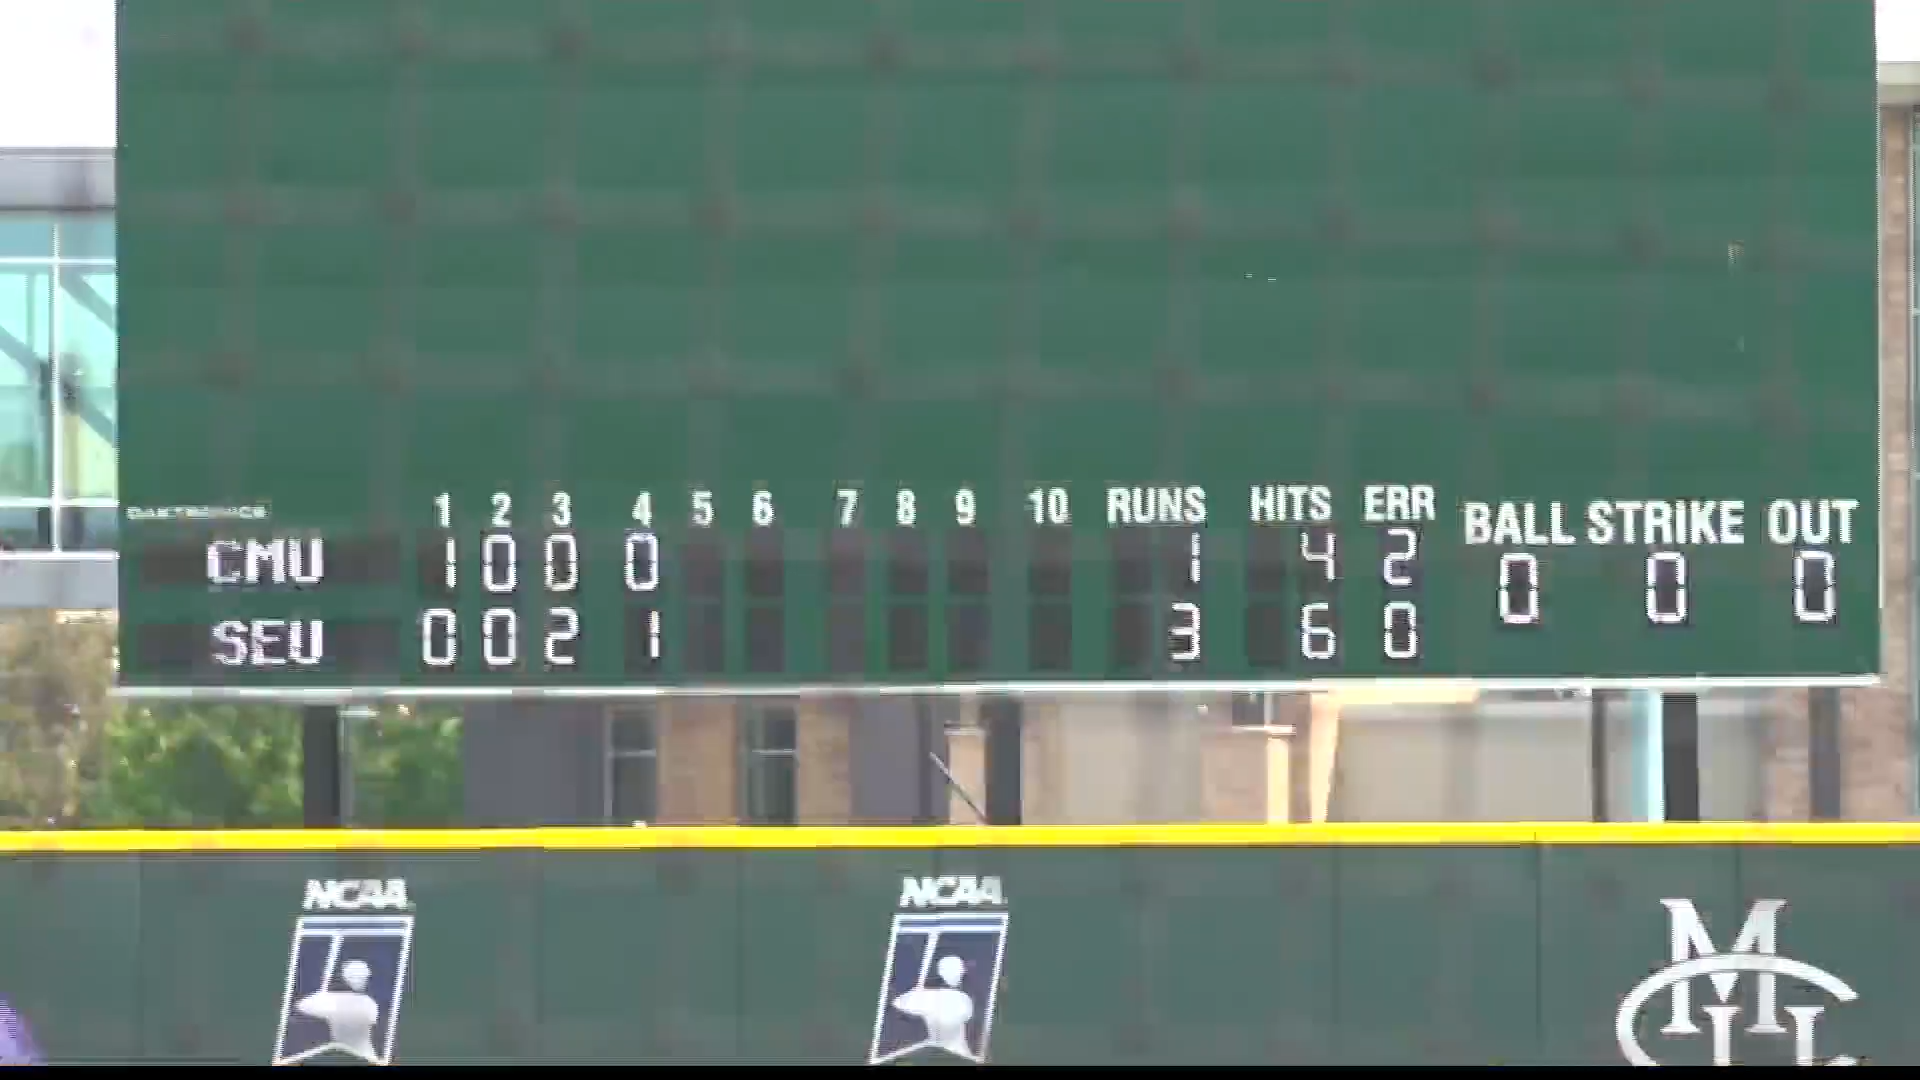 1 2 3 4 5 6 7 8 9 10 RUNS HITS ERR BALL STRIKE OUT
DAKTRONICS
CMU 1 0 0 0 1 4 2 0 0 0
SEU 0 0 2 1 3 6 0
NCAA NCAA